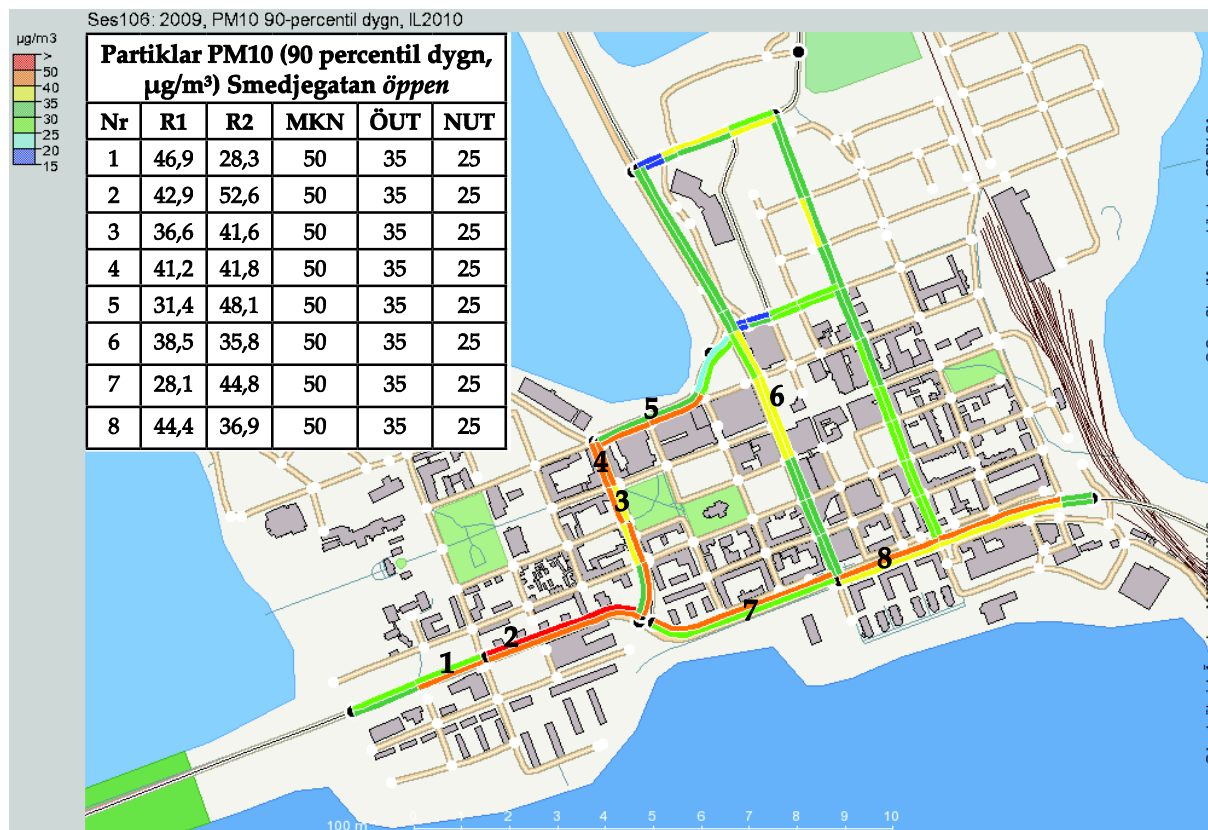 Ses106: 2009, PM10 90-percentil dygn, IL2010
µg/m3
>
50
40
35
30
25
20
15
Partiklar PM10 (90 percentil dygn,
µg/m³) Smedjegatan öppen
Nr R1 R2 MKN ÖUT NUT
1 46,9 28,3 50 35 25
2 42,9 52,6 50 35 25
3 36,6 41,6 50 35 25
4 41,2 41,8 50 35 25
5 31,4 48,1 50 35 25
6 38,5 35,8 50 35 25
7 28,1 44,8 50 35 25
8 44,4 36,9 50 35 25
6
5
4
3
8
7
2
1
100 m 0 1 2 3 4 5 6 7 8 9 10